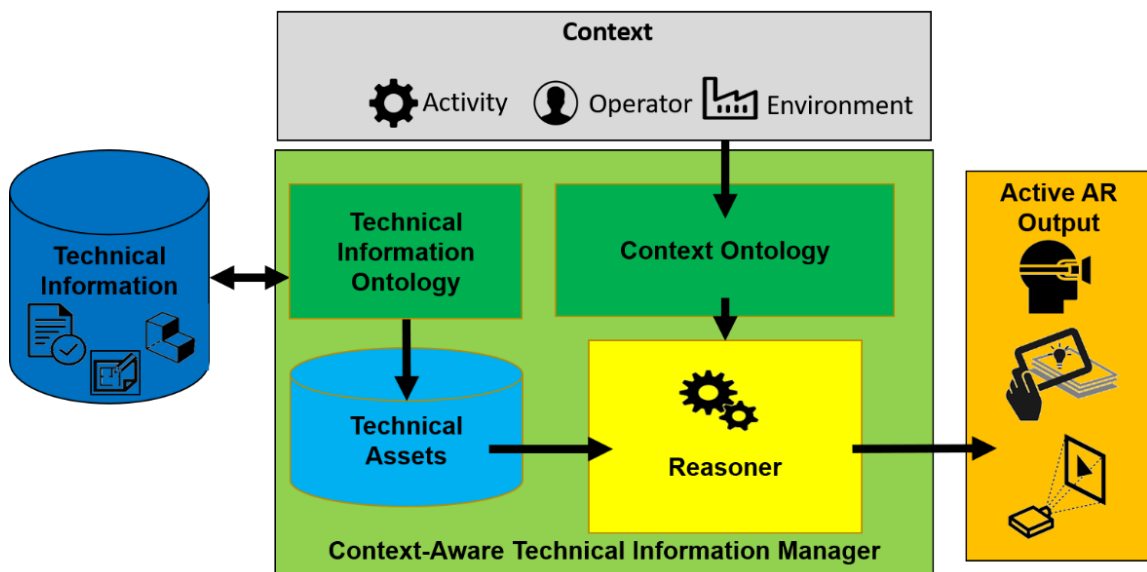 Context
Activity
Operator
Environment
Technical
Information
Technical
Information
Ontology
Context Ontology
Active AR
Output
Technical
Assets
Reasoner
Context-Aware Technical Information Manager